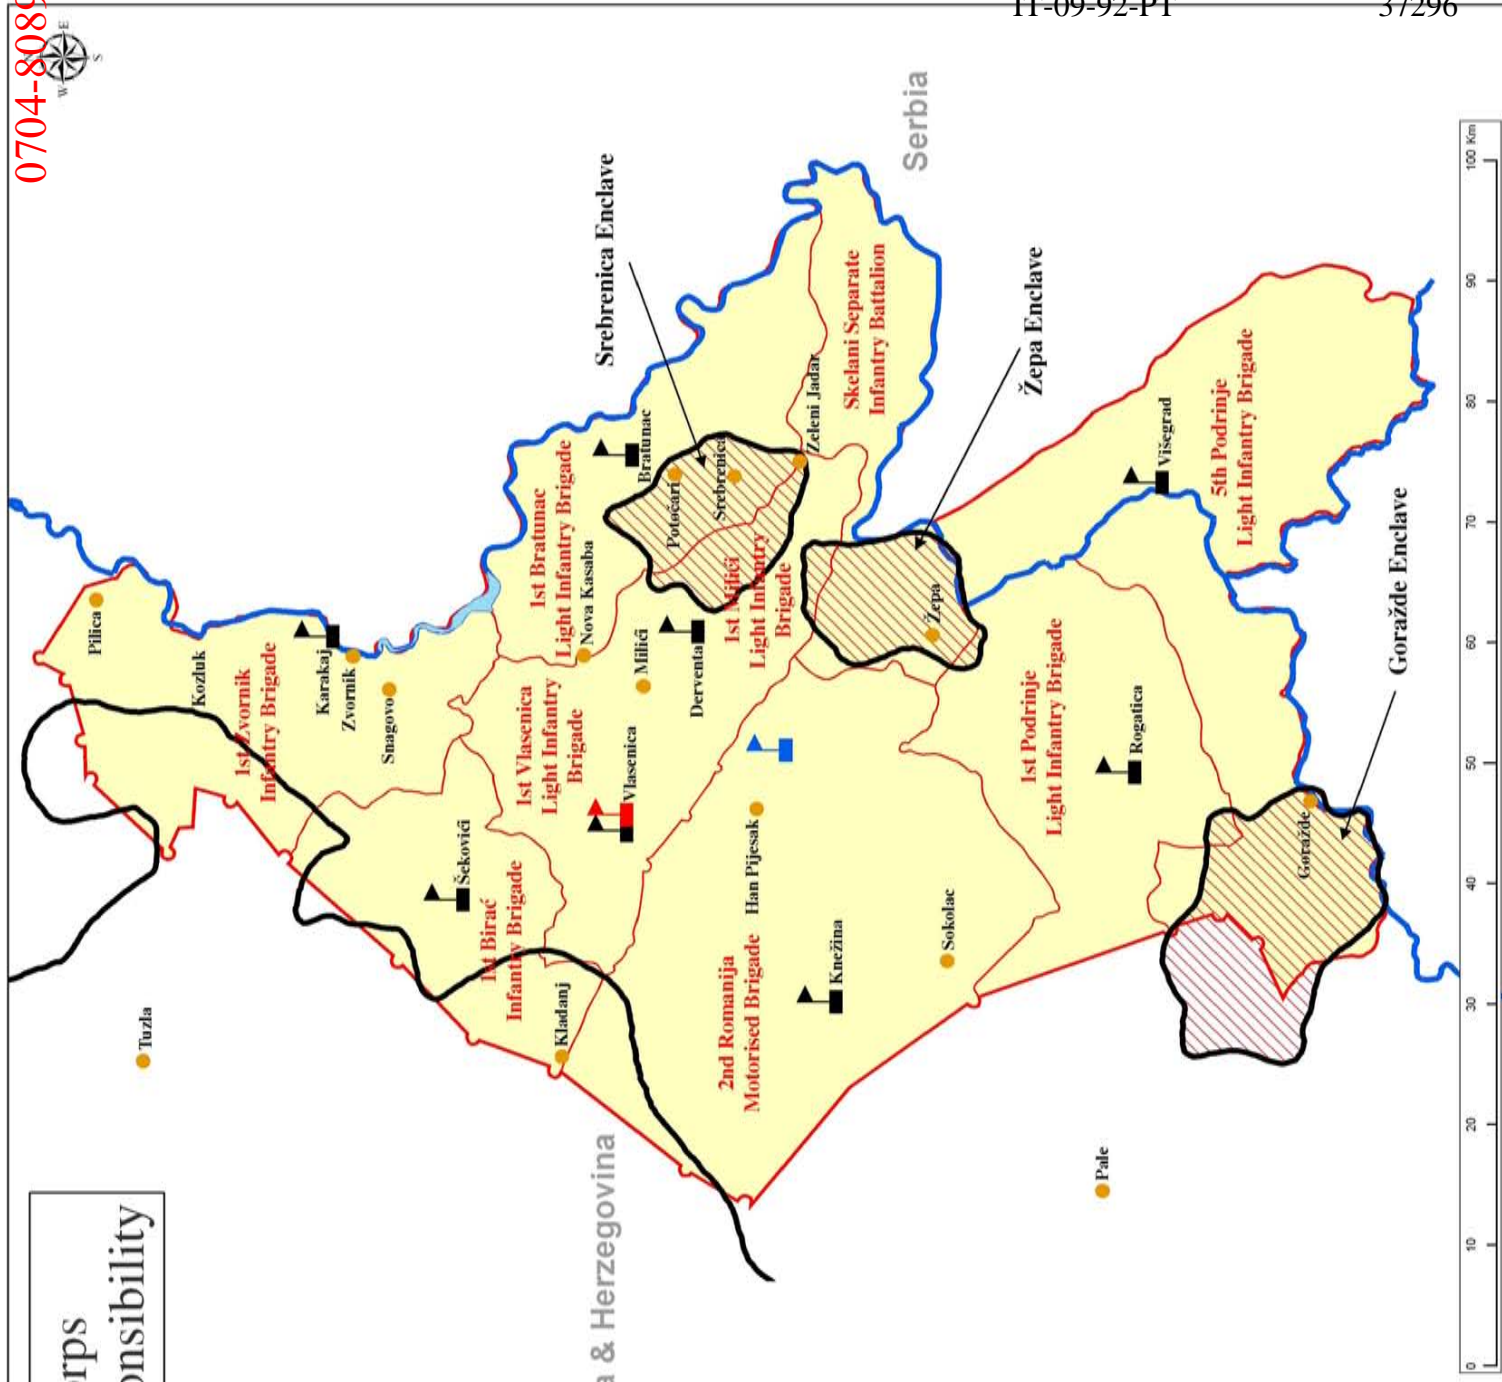 IT-09-92-PT
37296
0704-8089
N
E
S
W
orps
onsibility
a & Herzegovina
Serbia
Tuzla
Pilica
Kozluk
1st Zvornik
Infantry Brigade
Karakaj
Zvornik
Snagovo
Šekovići
1st Birać
Infantry Brigade
Kladanj
1st Vlasenica
Light Infantry
Brigade
Vlasenica
1st Bratunac
Light Infantry Brigade
Nova Kasaba
Milići
Derventa
Bratunac
Srebrenica Enclave
Potočari
Srebrenica
1st Milići
Light Infantry
Brigade
Zeleni Jadar
Skelani Separate
Infantry Battalion
Han Pijesak
2nd Romanija
Motorised Brigade
Knežina
Sokolac
Žepa
Žepa Enclave
1st Podrinje
Light Infantry Brigade
Rogatica
Višegrad
5th Podrinje
Light Infantry Brigade
Pale
Goražde
Goražde Enclave
0
10
20
30
40
50
60
70
80
90
100 Km